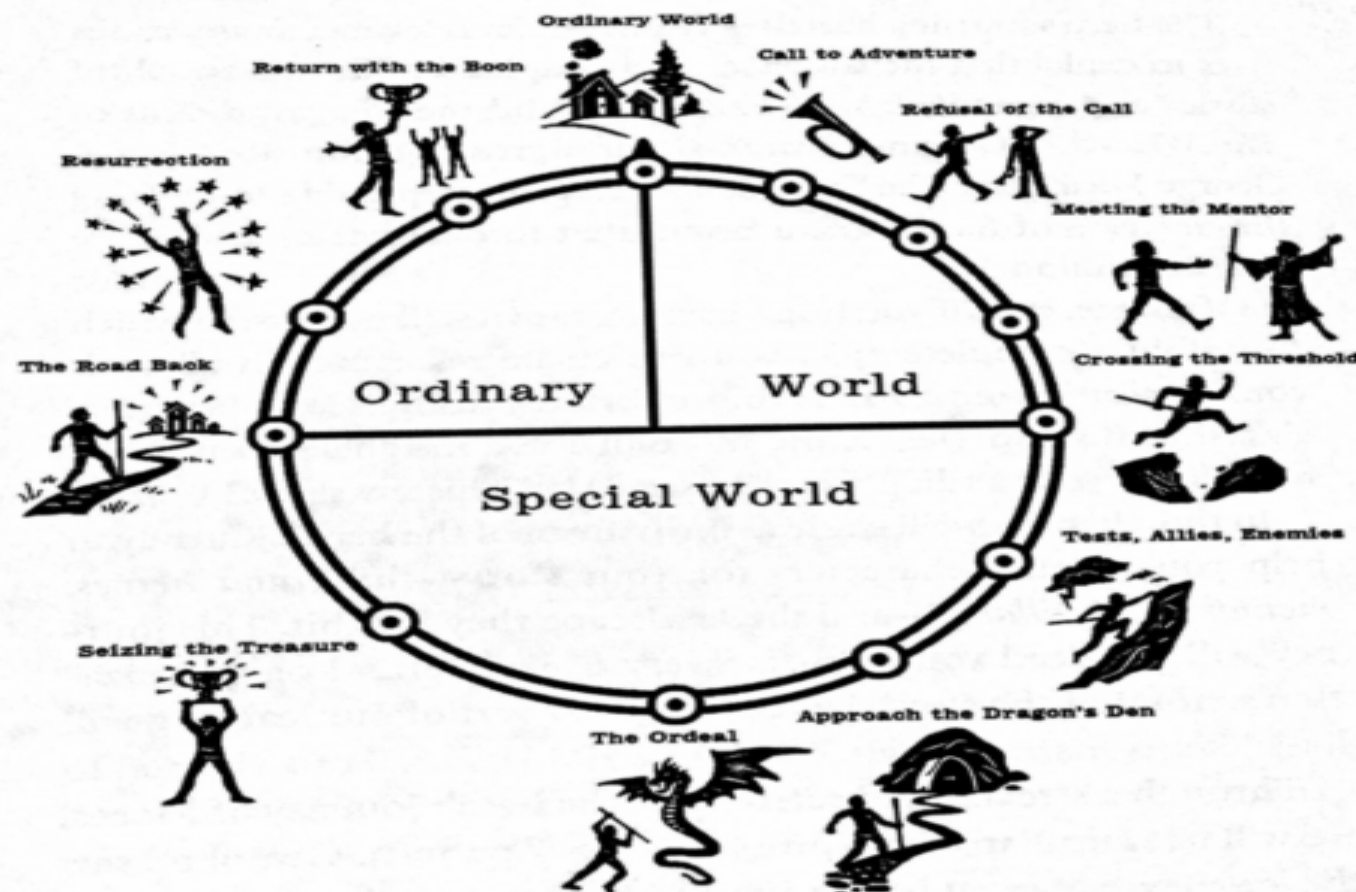 Ordinary World
Call to Adventure
Refusal of the Call
Meeting the Mentor
Crossing the Threshold
Tests, Allies, Enemies
Approach the Dragon's Den
The Ordeal
Seizing the Treasure
The Road Back
Resurrection
Return with the Boon
Ordinary World
Special World